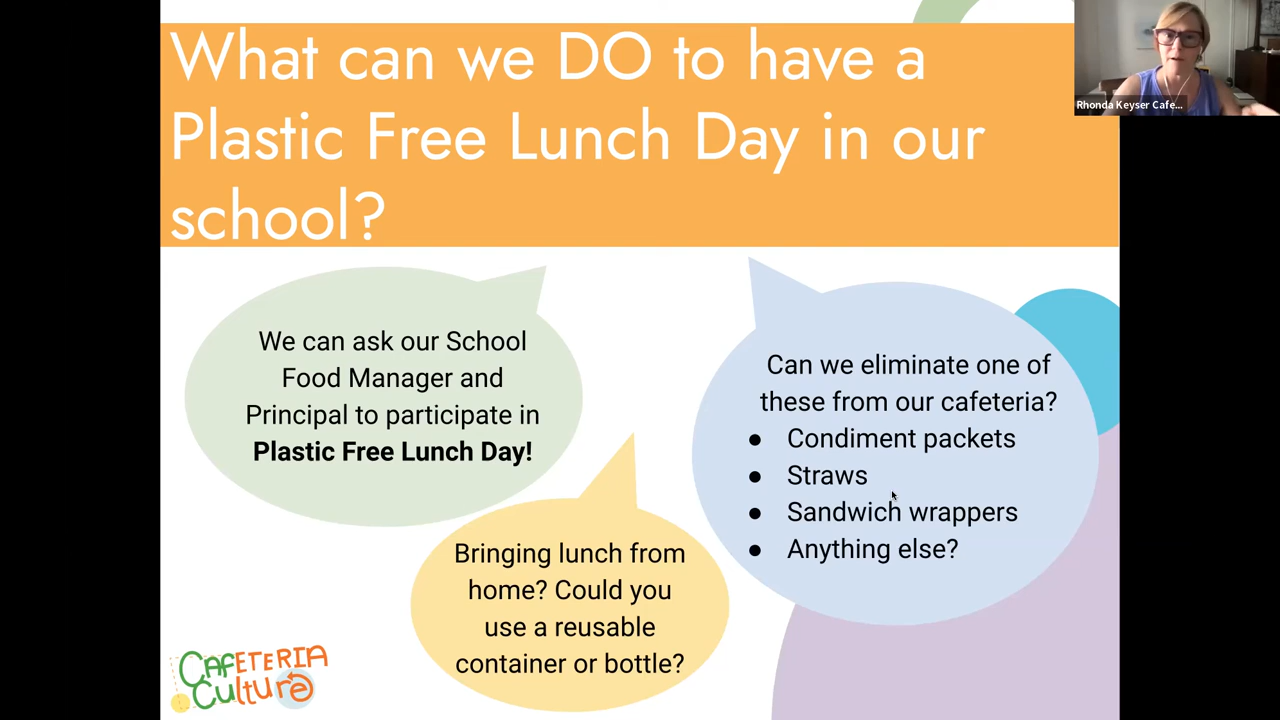 What can we DO to have a
Plastic Free Lunch Day in our
school?
Rhonda Keyser Cafe...
We can ask our School
Food Manager and
Principal to participate in
Plastic Free Lunch Day!
Can we eliminate one of
these from our cafeteria?
● Condiment packets
● Straws
● Sandwich wrappers
● Anything else?
Bringing lunch from
home? Could you
use a reusable
container or bottle?
CAFETERIA
Culture